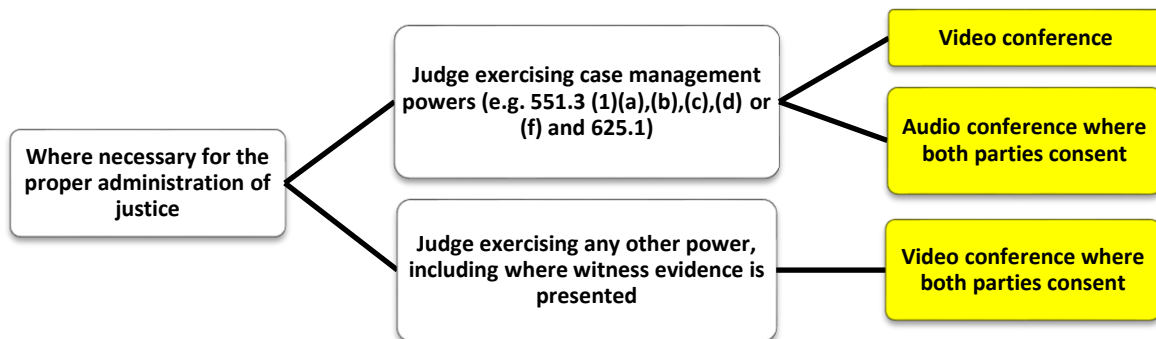 Where necessary for the
proper administration of
justice
Judge exercising case management
powers (e.g. 551.3 (1)(a),(b),(c),(d) or
(f) and 625.1)
Video conference
Audio conference where
both parties consent
Judge exercising any other power,
including where witness evidence is
presented
Video conference where
both parties consent